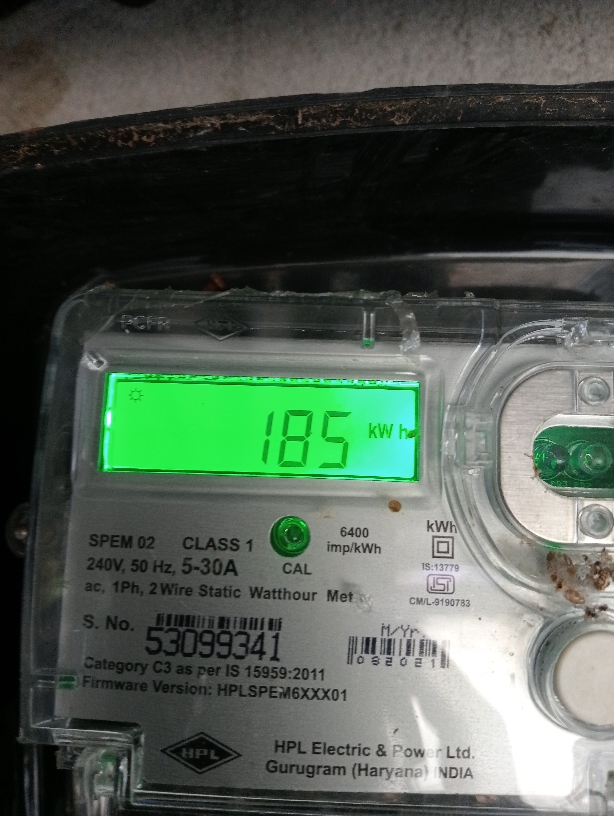 185 kWh
SPEM 02 CLASS 1 6400 imp/kWh kWh
240V, 50 Hz, 5-30A CAL IS:13779
ac, 1Ph, 2 Wire Static Watthour Met
CM/L-9190783
S. No. 53099341 M/Yr.
032021
Category C3 as per IS 15959:2011
Firmware Version: HPLSPEM6XXX01
HPL HPL Electric & Power Ltd.
Gurugram (Haryana) INDIA